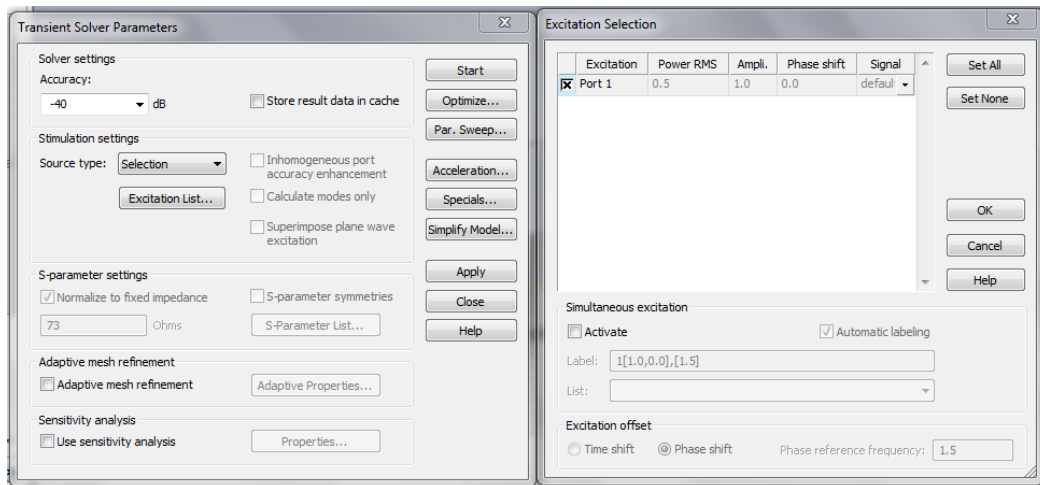 Transient Solver Parameters
Solver settings
Accuracy:
-40 dB
Store result data in cache
Stimulation settings
Source type: Selection
Inhomogeneous port
accuracy enhancement
Excitation List...
Calculate modes only
Superimpose plane wave
excitation
S-parameter settings
Normalize to fixed impedance
S-parameter symmetries
73 Ohms
S-Parameter List...
Adaptive mesh refinement
Adaptive mesh refinement
Adaptive Properties...
Sensitivity analysis
Use sensitivity analysis
Properties...
Start
Optimize...
Par. Sweep...
Acceleration...
Specials...
Simplify Model...
Apply
Close
Help
Excitation Selection
Excitation Power RMS Ampli. Phase shift Signal
Port 1 0.5 1.0 0.0 defaul
Set All
Set None
OK
Cancel
Help
Simultaneous excitation
Activate
Automatic labeling
Label: 1[1.0,0.0],[1.5]
List:
Excitation offset
Time shift Phase shift Phase reference frequency: 1.5